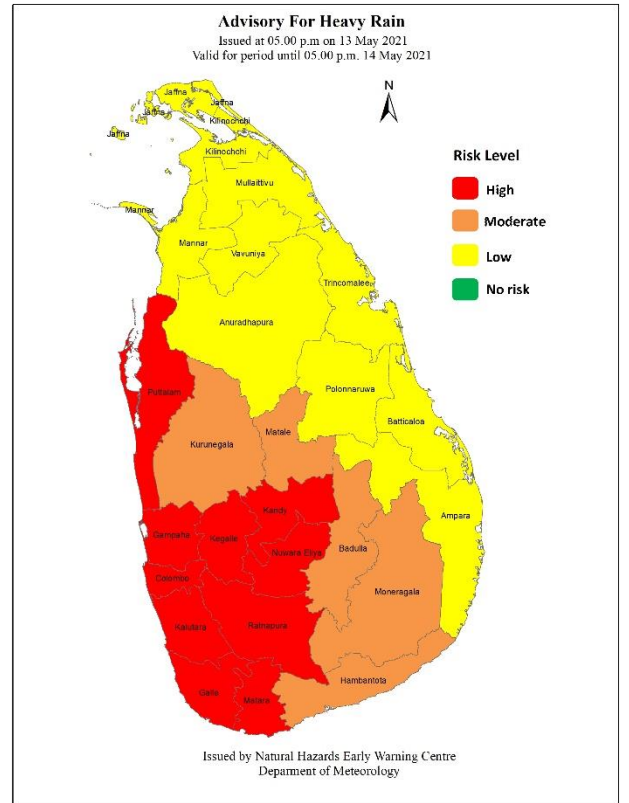 Advisory For Heavy Rain
Issued at 05.00 p.m on 13 May 2021
Valid for period until 05.00 p.m. 14 May 2021
N
Jaffna
Jaffna
Jaffna
Jaffna
Kilinochchi
Kilinochchi
Mullaittivu
Mannar
Mannar
Vavuniya
Trincomalee
Anuradhapura
Polonnaruwa
Puttalam
Batticaloa
Matale
Kurunegala
Kandy
Ampara
Gampaha
Kegalle
Nuwara Eliya
Badulla
Colombo
Moneragala
Kalutara
Ratnapura
Hambantota
Galle
Matara
Risk Level
High
Moderate
Low
No risk
Issued by Natural Hazards Early Warning Centre
Deparment of Meteorology